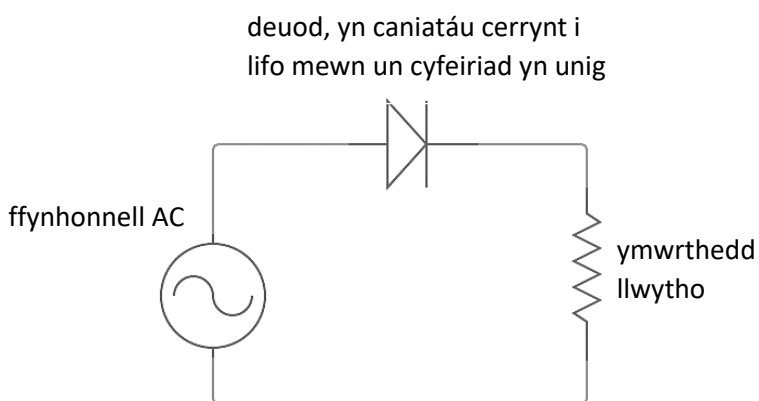 deuod, yn caniatáu cerrynt i
lifo mewn un cyfeiriad yn unig
ffynhonnell AC
ymwrthedd
llwytho